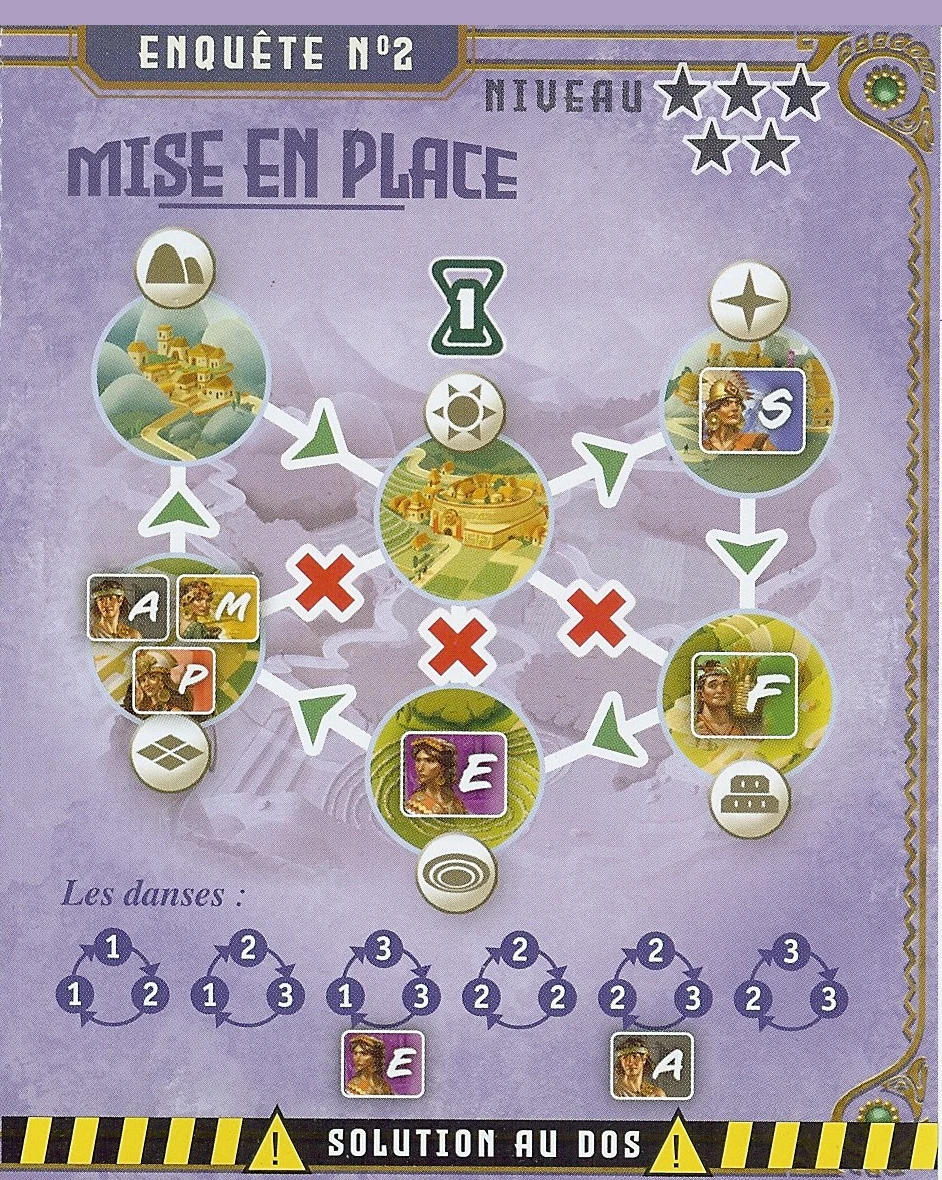 ENQUÊTE Nº2
NIVEAU
MISE EN PLACE
1
S
A M
P
F
E
Les danses :
1 2 3 2 2 3
1 2 1 3 1 3 2 2 2 3 2 3
E A
! SOLUTION AU DOS !